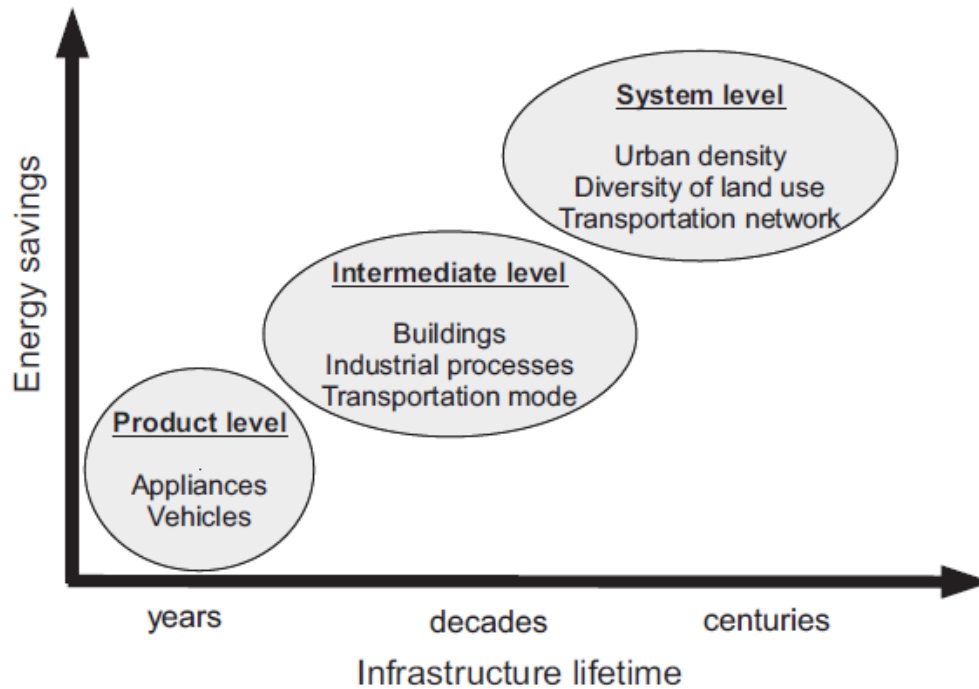 Energy savings
System level
Urban density
Diversity of land use
Transportation network
Intermediate level
Buildings
Industrial processes
Transportation mode
Product level
Appliances
Vehicles
years
decades
centuries
Infrastructure lifetime